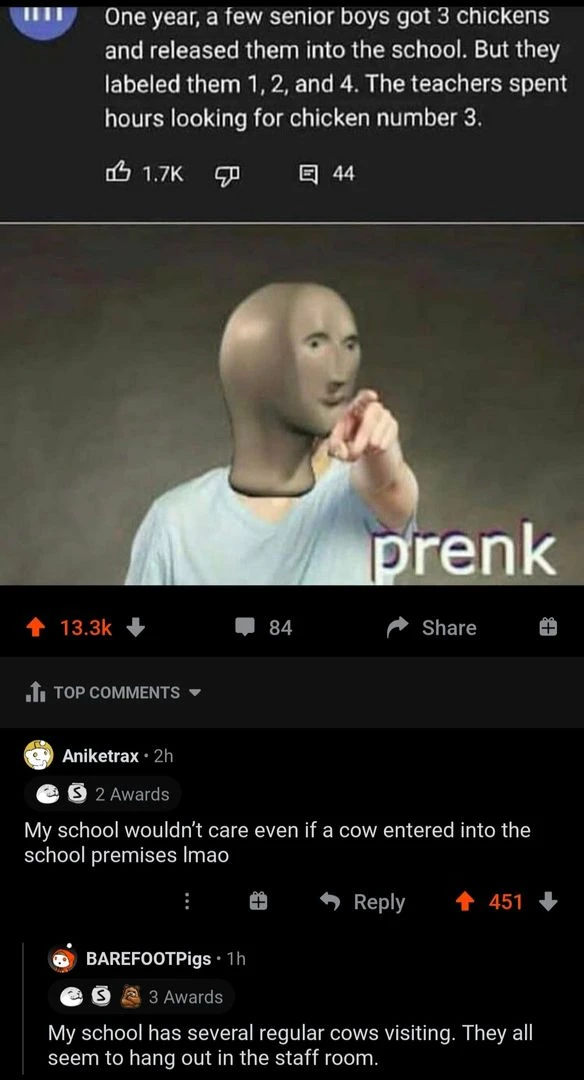 One year, a few senior boys got 3 chickens
and released them into the school. But they
labeled them 1, 2, and 4. The teachers spent
hours looking for chicken number 3.
1.7K
44
prenk
13.3k
84
Share
TOP COMMENTS
Aniketrax • 2h
S 2 Awards
My school wouldn't care even if a cow entered into the
school premises lmao
Reply
451
BAREFOOTPigs • 1h
S 3 Awards
My school has several regular cows visiting. They all
seem to hang out in the staff room.